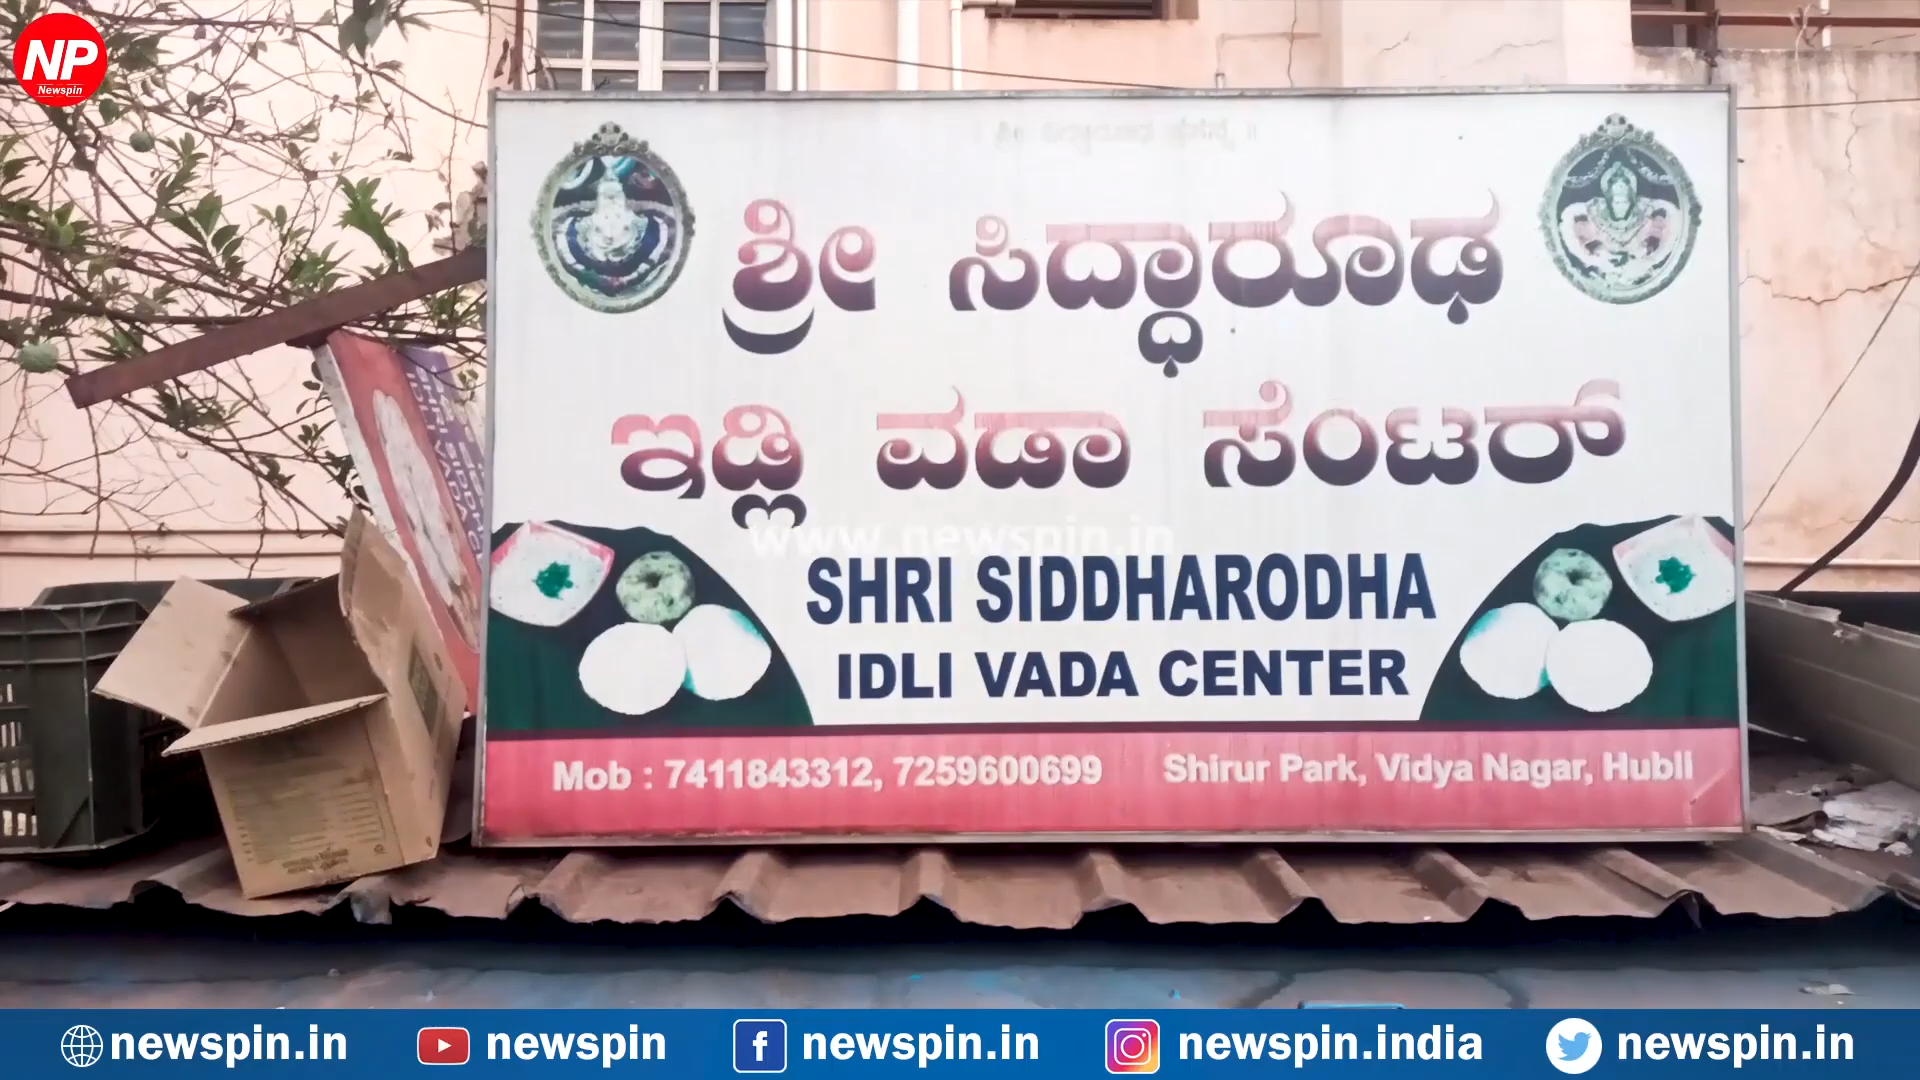 NP
Newspin
ಶ್ರೀ ಸಿದ್ಧಾರೂಢ
ಇಡ್ಲಿ ವಡಾ ಸೆಂಟರ್
www.newspin.in
SHRI SIDDHARODHA
IDLI VADA CENTER
Mob : 7411843312, 7259600699 Shirur Park, Vidya Nagar, Hubli
newspin.in newspin newspin.in newspin.india newspin.in